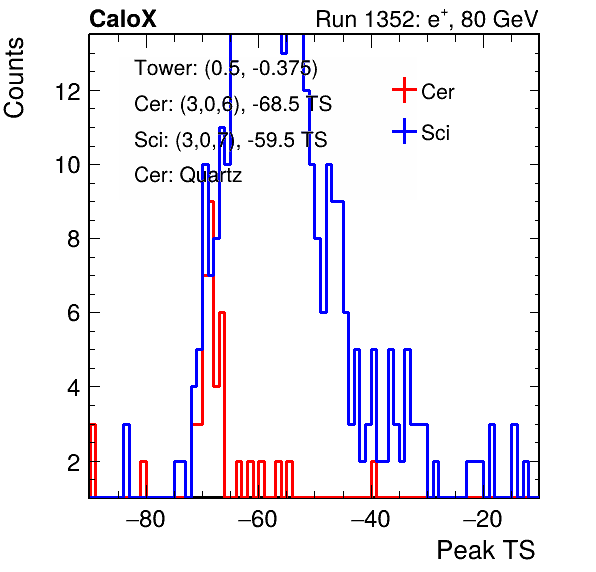 CaloX Run 1352: e⁺, 80 GeV
Counts
Tower: (0.5, -0.375)
Cer: (3,0,6), -68.5 TS
Sci: (3,0,7), -59.5 TS
Cer: Quartz
Cer
Sci
12
10
8
6
4
2
−80 −60 −40 −20
Peak TS